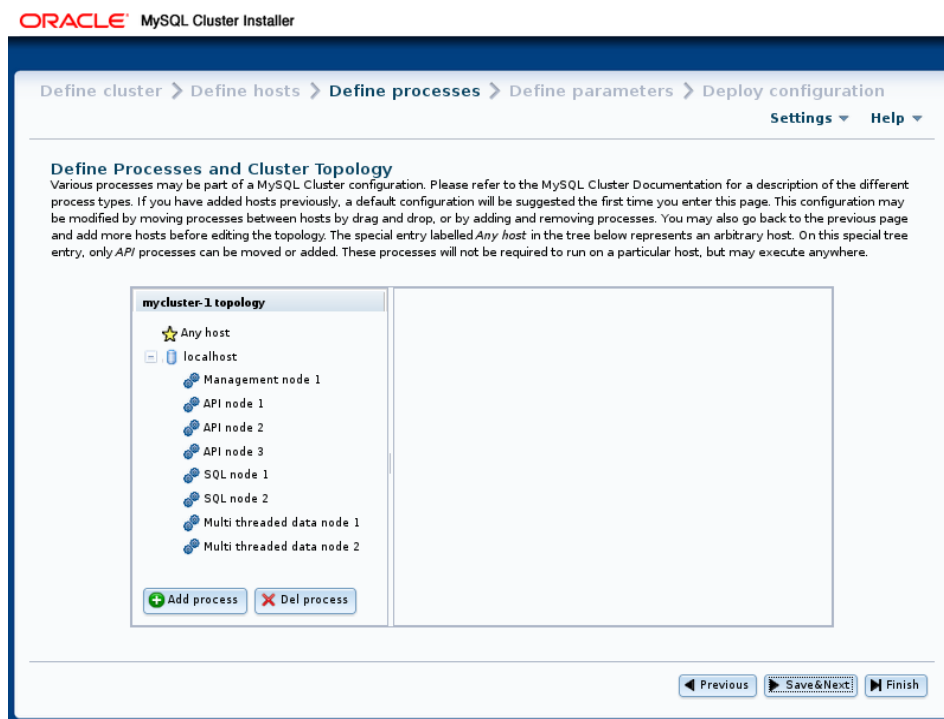 ORACLE® MySQL Cluster Installer
Define cluster > Define hosts > Define processes > Define parameters > Deploy configuration
Settings Help
Define Processes and Cluster Topology
Various processes may be part of a MySQL Cluster configuration. Please refer to the MySQL Cluster Documentation for a description of the different
process types. If you have added hosts previously, a default configuration will be suggested the first time you enter this page. This configuration may
be modified by moving processes between hosts by drag and drop, or by adding and removing processes. You may also go back to the previous page
and add more hosts before editing the topology. The special entry labelled Any host in the tree below represents an arbitrary host. On this special tree
entry, only API processes can be moved or added. These processes will not be required to run on a particular host, but may execute anywhere.
mycluster-1 topology
Any host
localhost
Management node 1
API node 1
API node 2
API node 3
SQL node 1
SQL node 2
Multi threaded data node 1
Multi threaded data node 2
Add process Del process
Previous Save&Next Finish